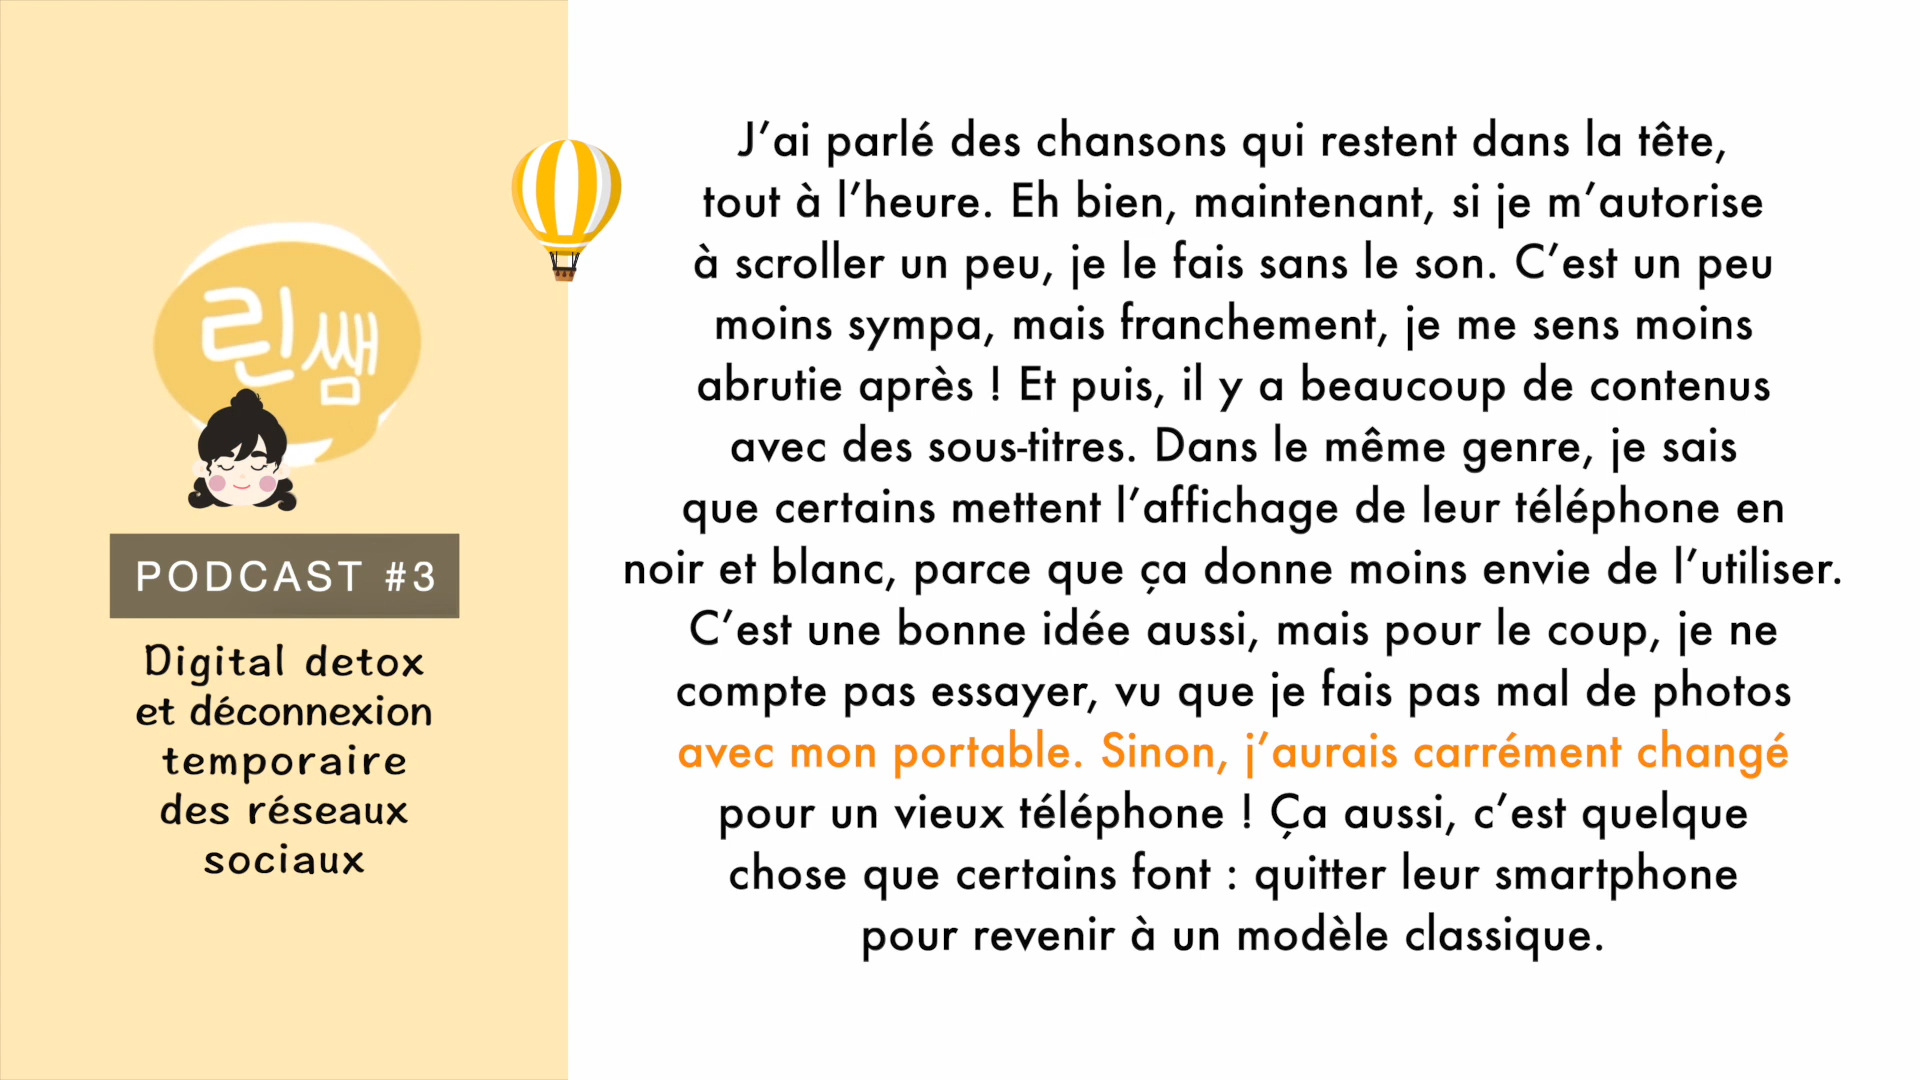 린쌤
PODCAST #3
Digital detox
et déconnexion
temporaire
des réseaux
sociaux
J’ai parlé des chansons qui restent dans la tête,
tout à l’heure. Eh bien, maintenant, si je m’autorise
à scroller un peu, je le fais sans le son. C’est un peu
moins sympa, mais franchement, je me sens moins
abrutie après ! Et puis, il y a beaucoup de contenus
avec des sous-titres. Dans le même genre, je sais
que certains mettent l’affichage de leur téléphone en
noir et blanc, parce que ça donne moins envie de l’utiliser.
C’est une bonne idée aussi, mais pour le coup, je ne
compte pas essayer, vu que je fais pas mal de photos
avec mon portable. Sinon, j’aurais carrément changé
pour un vieux téléphone ! Ça aussi, c’est quelque
chose que certains font : quitter leur smartphone
pour revenir à un modèle classique.